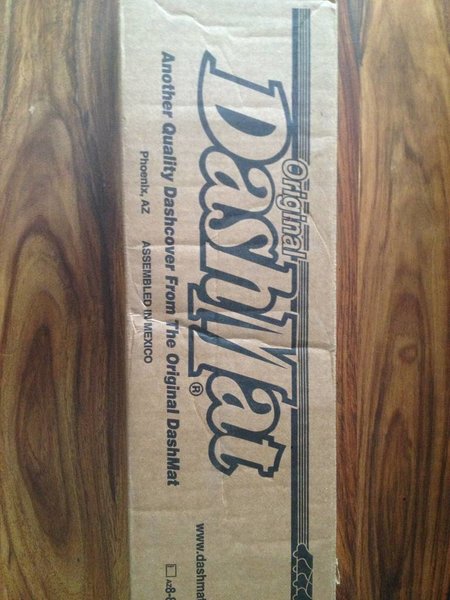 Original
DashMat®
Another Quality Dashcover From The Original DashMat
Phoenix, AZ ASSEMBLED IN MEXICO
www.dashmat